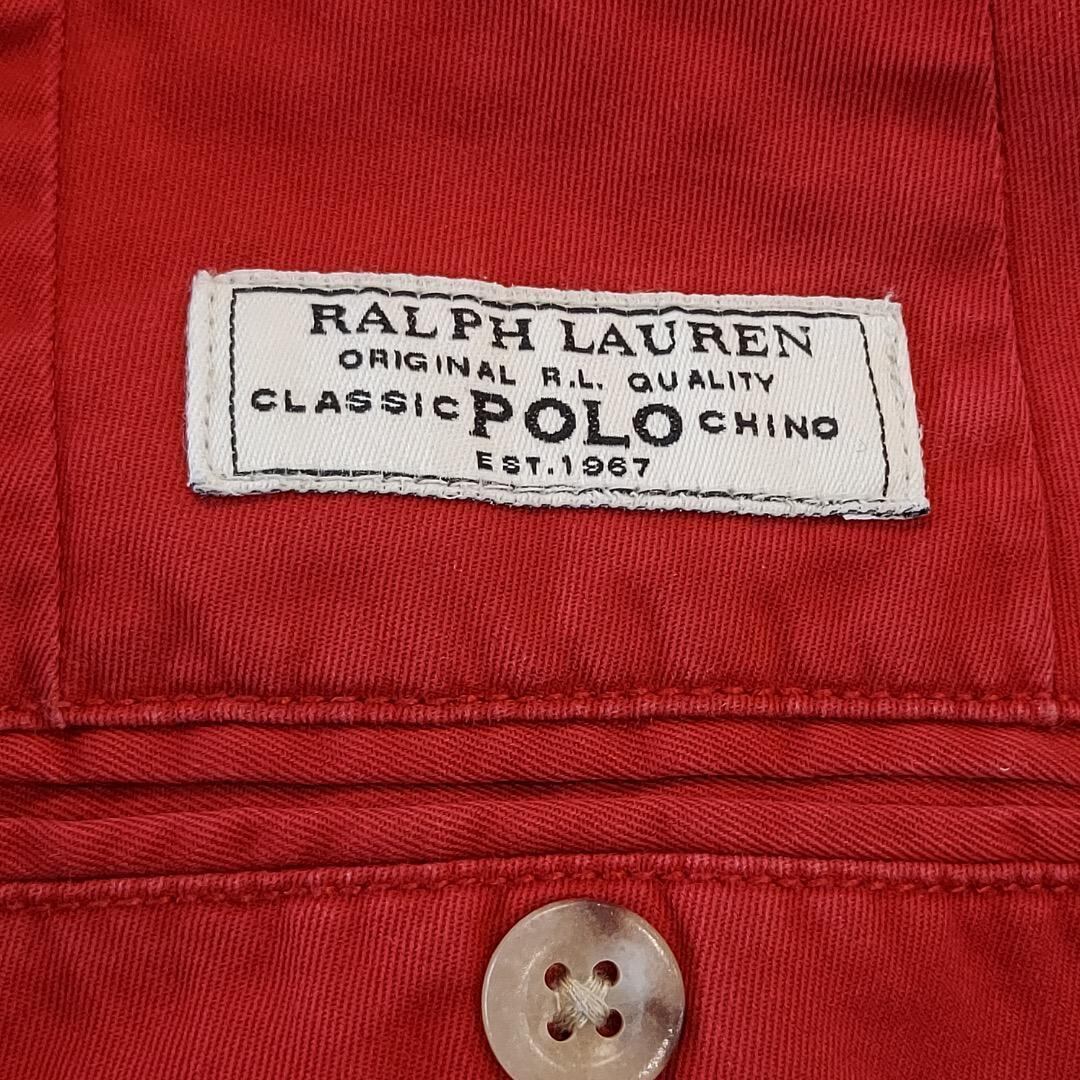 RALPH LAUREN
ORIGINAL R.L. QUALITY
CLASSIC POLO CHINO
EST.1967